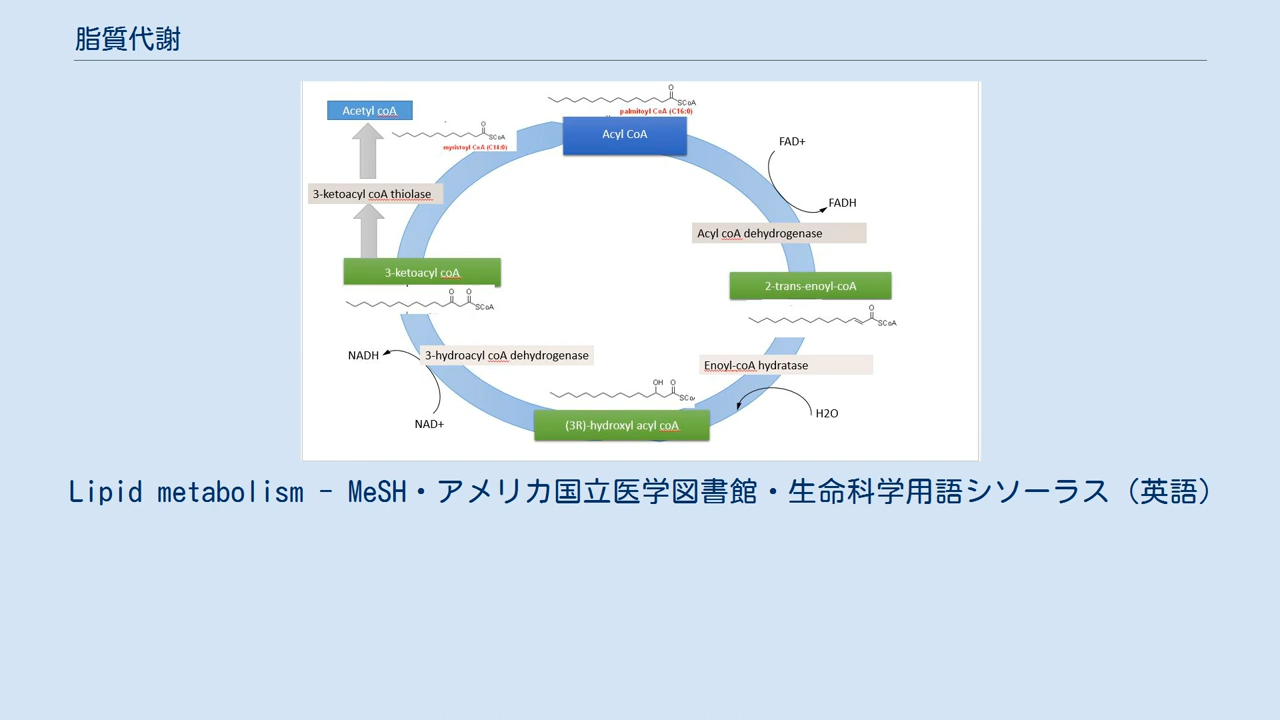 脂質代謝
palmitoyl CoA (C16:0)
Acetyl coA
Acyl CoA
myristoyl CoA (C14:0)
FAD+
3-ketoacyl coA thiolase
FADH
Acyl coA dehydrogenase
3-ketoacyl coA
2-trans-enoyl-coA
NADH
3-hydroacyl coA dehydrogenase
Enoyl-coA hydratase
H2O
NAD+
(3R)-hydroxyl acyl coA
O
SCoA
O
SCoA
O
O
SCoA
O
SCoA
OH
O
Lipid metabolism - MeSH・アメリカ国立医学図書館・生命科学用語シソーラス（英語）